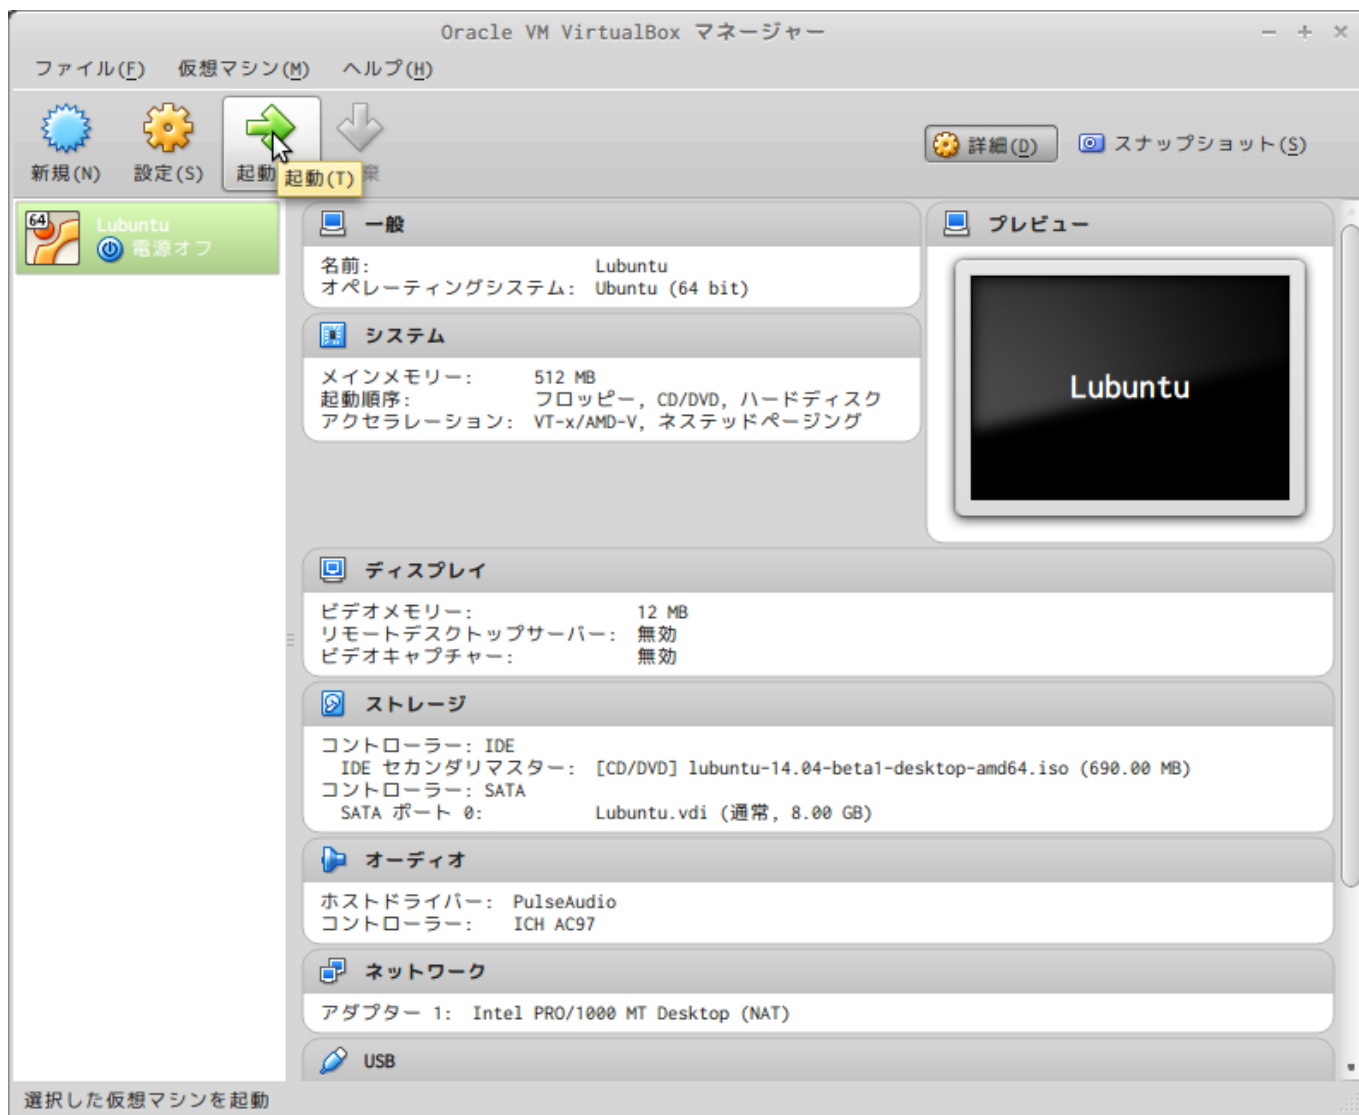 Oracle VM VirtualBox マネージャー
ファイル(F) 仮想マシン(M) ヘルプ(H)
新規(N) 設定(S) 起動 起動(T) 棄
詳細(D) スナップショット(S)
64
Lubuntu
電源オフ
一般
名前: Lubuntu
オペレーティングシステム: Ubuntu (64 bit)
システム
メインメモリー: 512 MB
起動順序: フロッピー, CD/DVD, ハードディスク
アクセラレーション: VT-x/AMD-V, ネステッドページング
プレビュー
Lubuntu
ディスプレイ
ビデオメモリー: 12 MB
リモートデスクトップサーバー: 無効
ビデオキャプチャー: 無効
ストレージ
コントローラー: IDE
IDE セカンダリマスター: [CD/DVD] lubuntu-14.04-beta1-desktop-amd64.iso (690.00 MB)
コントローラー: SATA
SATA ポート 0: Lubuntu.vdi (通常, 8.00 GB)
オーディオ
ホストドライバー: PulseAudio
コントローラー: ICH AC97
ネットワーク
アダプター 1: Intel PRO/1000 MT Desktop (NAT)
USB
選択した仮想マシンを起動